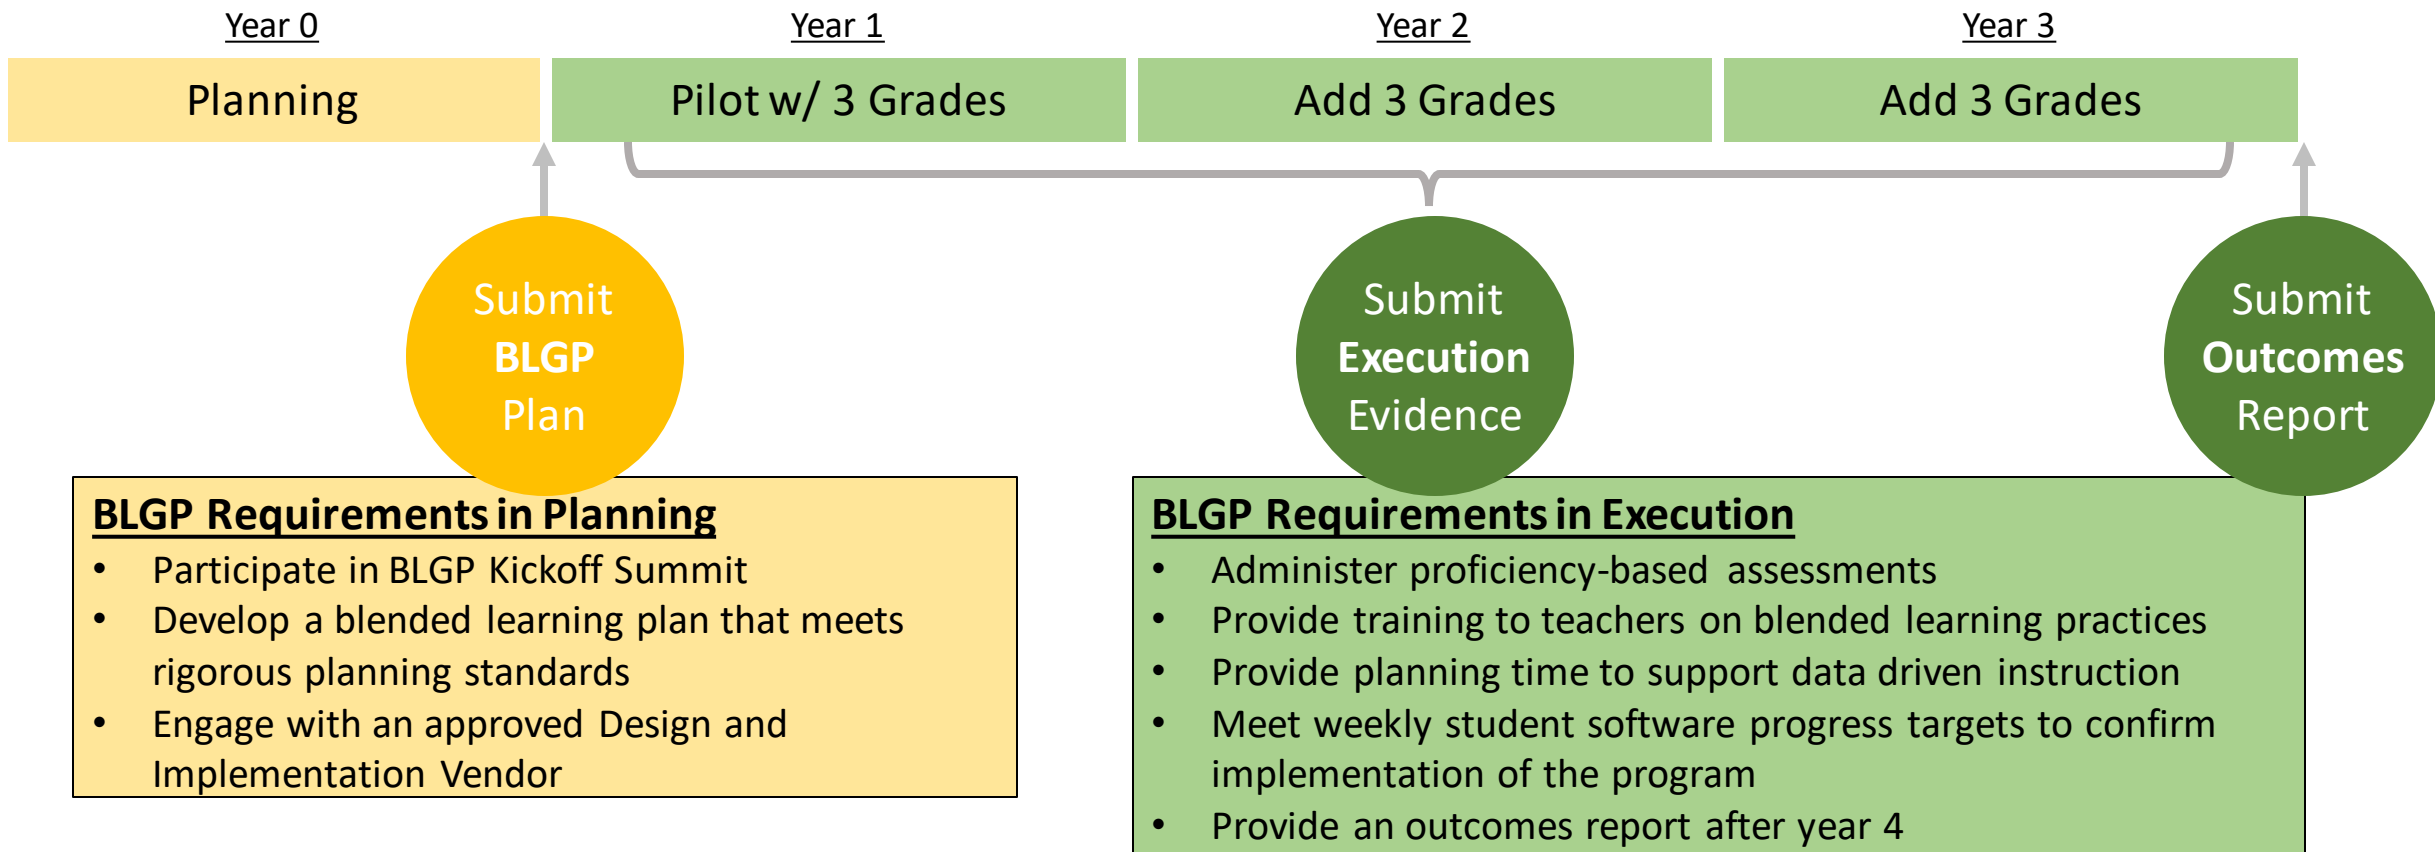 Year 0
Year 1
Year 2
Year 3
Planning
Pilot w/ 3 Grades
Add 3 Grades
Add 3 Grades
Submit
BLGP
Plan
Submit
Execution
Evidence
Submit
Outcomes
Report
BLGP Requirements in Planning
• Participate in BLGP Kickoff Summit
• Develop a blended learning plan that meets
rigorous planning standards
• Engage with an approved Design and
Implementation Vendor
BLGP Requirements in Execution
• Administer proficiency-based assessments
• Provide training to teachers on blended learning practices
• Provide planning time to support data driven instruction
• Meet weekly student software progress targets to confirm
implementation of the program
• Provide an outcomes report after year 4